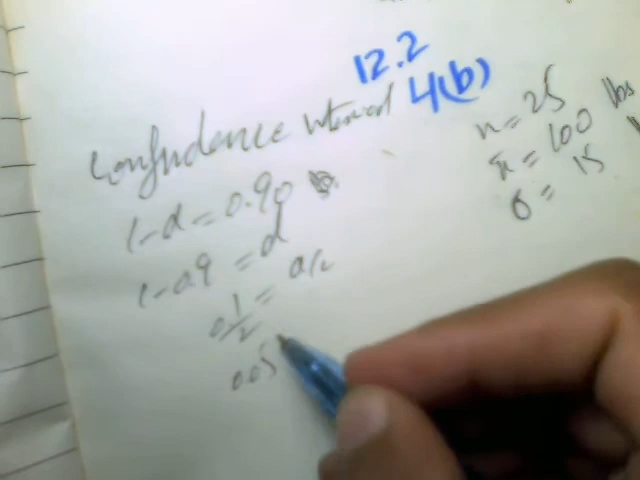 12.2
4(b)
Confudence Interval
n = 25
x̄ = 100 lbs
σ = 15
1-α = 0.90
1-0.9 = α
0.1/2 = α/2
0.05